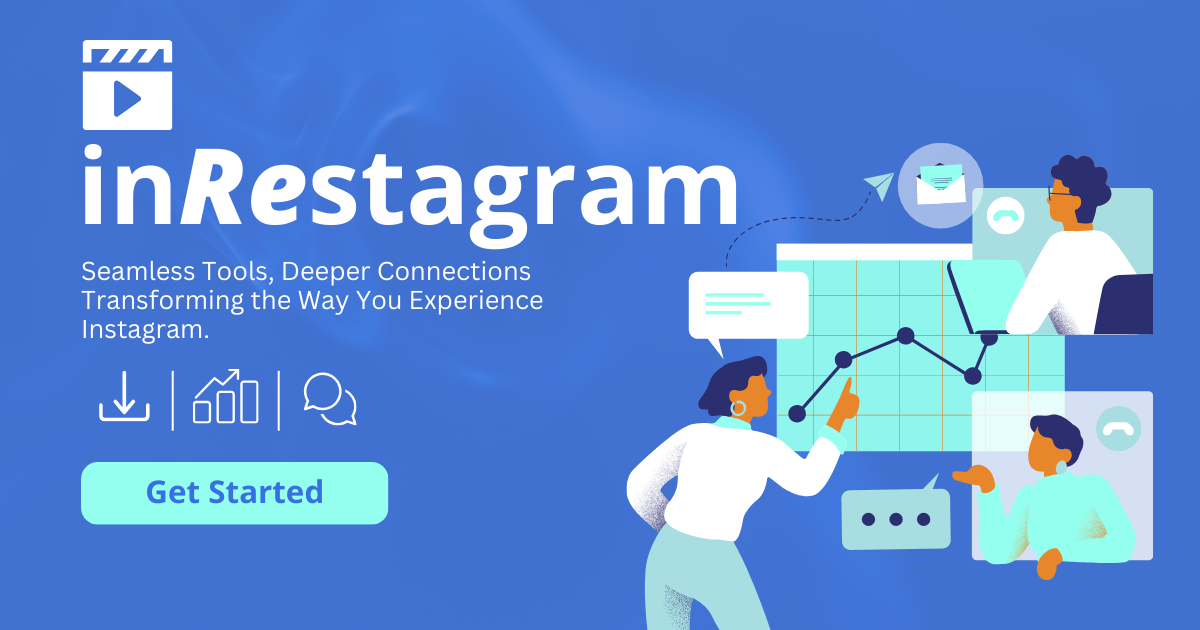 inRestagram
Seamless Tools, Deeper Connections
Transforming the Way You Experience
Instagram.
Get Started